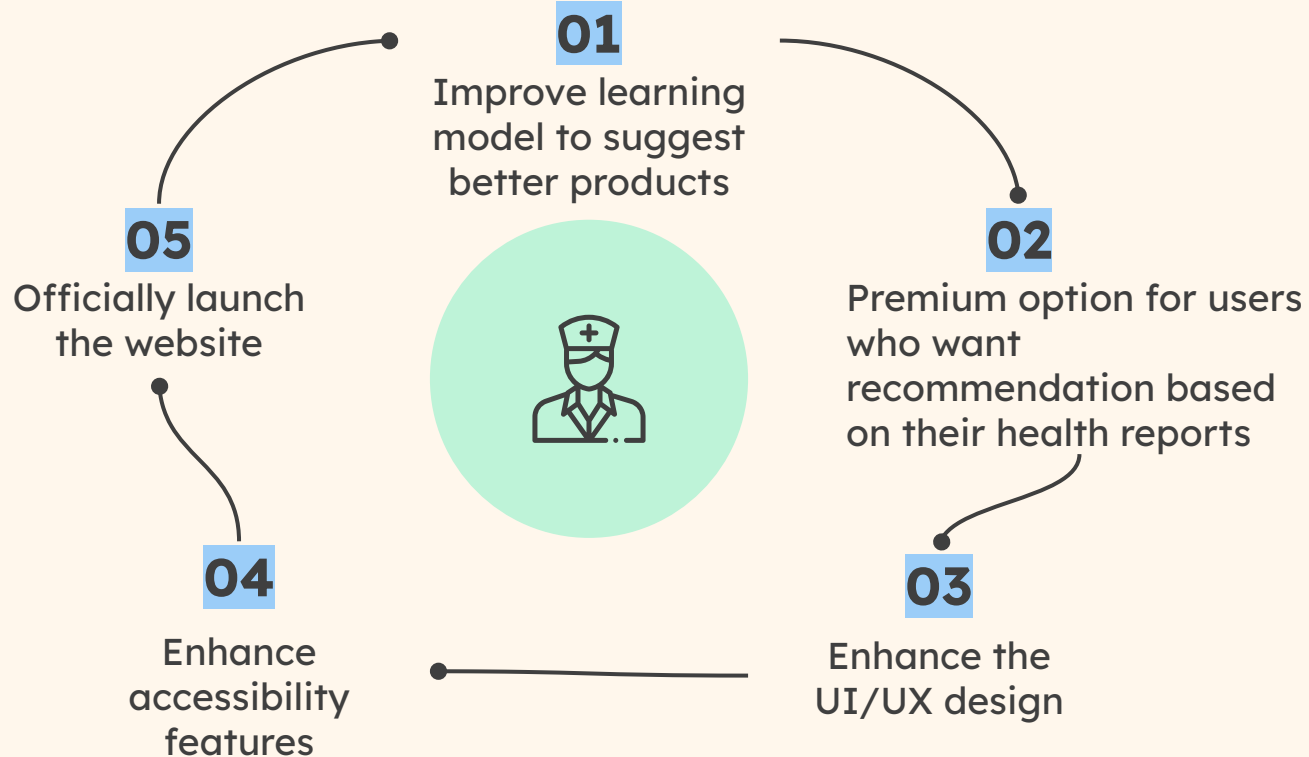 01
Improve learning
model to suggest
better products
02
Premium option for users
who want
recommendation based
on their health reports
03
Enhance the
UI/UX design
04
Enhance
accessibility
features
05
Officially launch
the website